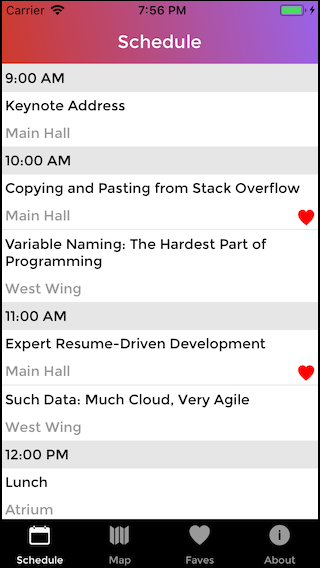 Carrier 7:56 PM
Schedule
9:00 AM
Keynote Address
Main Hall
10:00 AM
Copying and Pasting from Stack Overflow
Main Hall
Variable Naming: The Hardest Part of
Programming
West Wing
11:00 AM
Expert Resume-Driven Development
Main Hall
Such Data: Much Cloud, Very Agile
West Wing
12:00 PM
Lunch
Atrium
Schedule Map Faves About